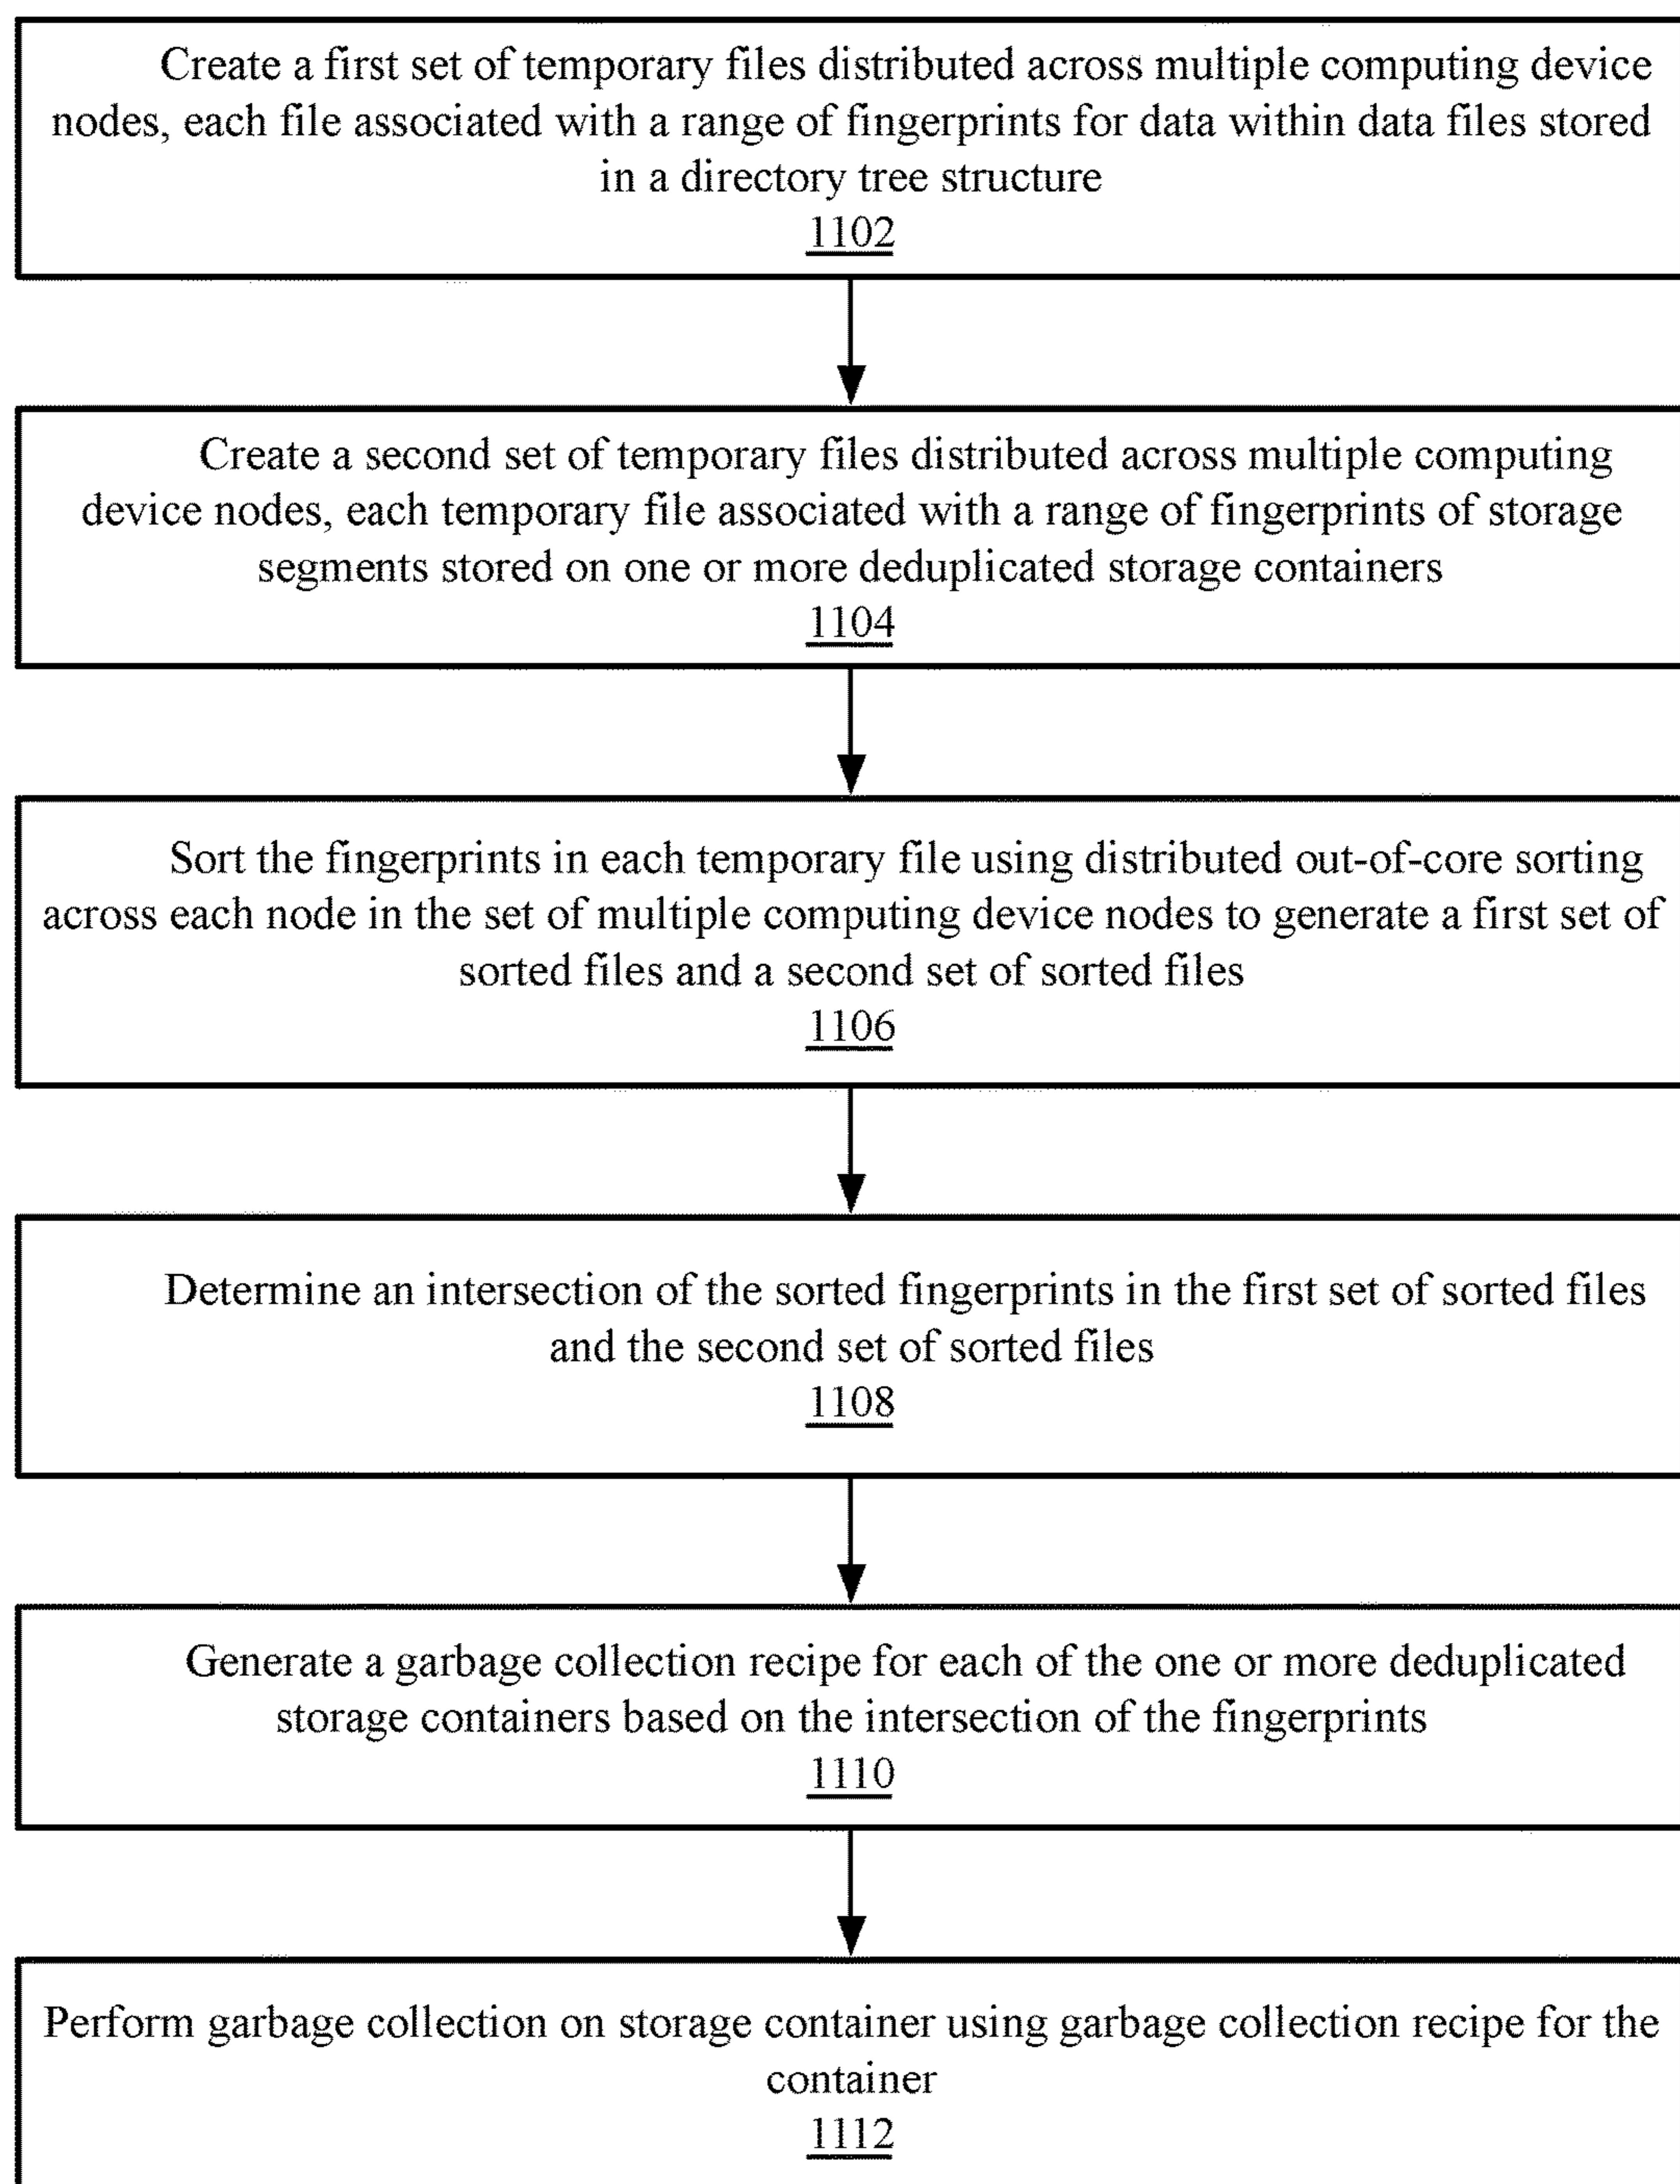 Create a first set of temporary files distributed across multiple computing device
nodes, each file associated with a range of fingerprints for data within data files stored
in a directory tree structure
1102
Create a second set of temporary files distributed across multiple computing
device nodes, each temporary file associated with a range of fingerprints of storage
segments stored on one or more deduplicated storage containers
1104
Sort the fingerprints in each temporary file using distributed out-of-core sorting
across each node in the set of multiple computing device nodes to generate a first set of
sorted files and a second set of sorted files
1106
Determine an intersection of the sorted fingerprints in the first set of sorted files
and the second set of sorted files
1108
Generate a garbage collection recipe for each of the one or more deduplicated
storage containers based on the intersection of the fingerprints
1110
Perform garbage collection on storage container using garbage collection recipe for the
container
1112